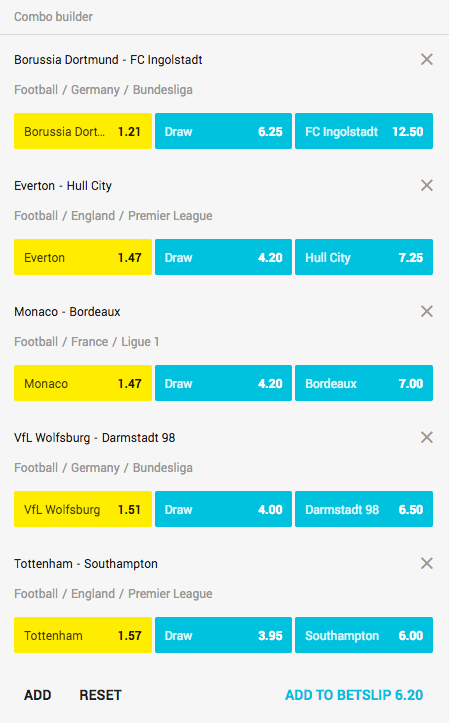 Combo builder
Borussia Dortmund - FC Ingolstadt
Football / Germany / Bundesliga
Borussia Dort... 1.21 Draw 6.25 FC Ingolstadt 12.50
Everton - Hull City
Football / England / Premier League
Everton 1.47 Draw 4.20 Hull City 7.25
Monaco - Bordeaux
Football / France / Ligue 1
Monaco 1.47 Draw 4.20 Bordeaux 7.00
VfL Wolfsburg - Darmstadt 98
Football / Germany / Bundesliga
VfL Wolfsburg 1.51 Draw 4.00 Darmstadt 98 6.50
Tottenham - Southampton
Football / England / Premier League
Tottenham 1.57 Draw 3.95 Southampton 6.00
ADD RESET ADD TO BETSLIP 6.20